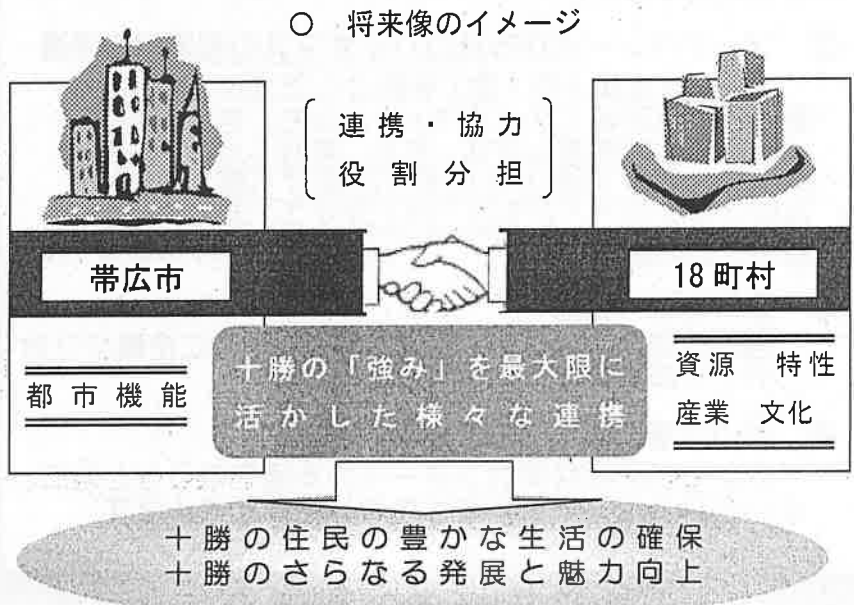 ○ 将来像のイメージ
連携・協力
役割分担
帯広市
18町村
都市機能
十勝の「強み」を最大限に
活かした様々な連携
資源 特性
産業 文化
十勝の住民の豊かな生活の確保
十勝のさらなる発展と魅力向上